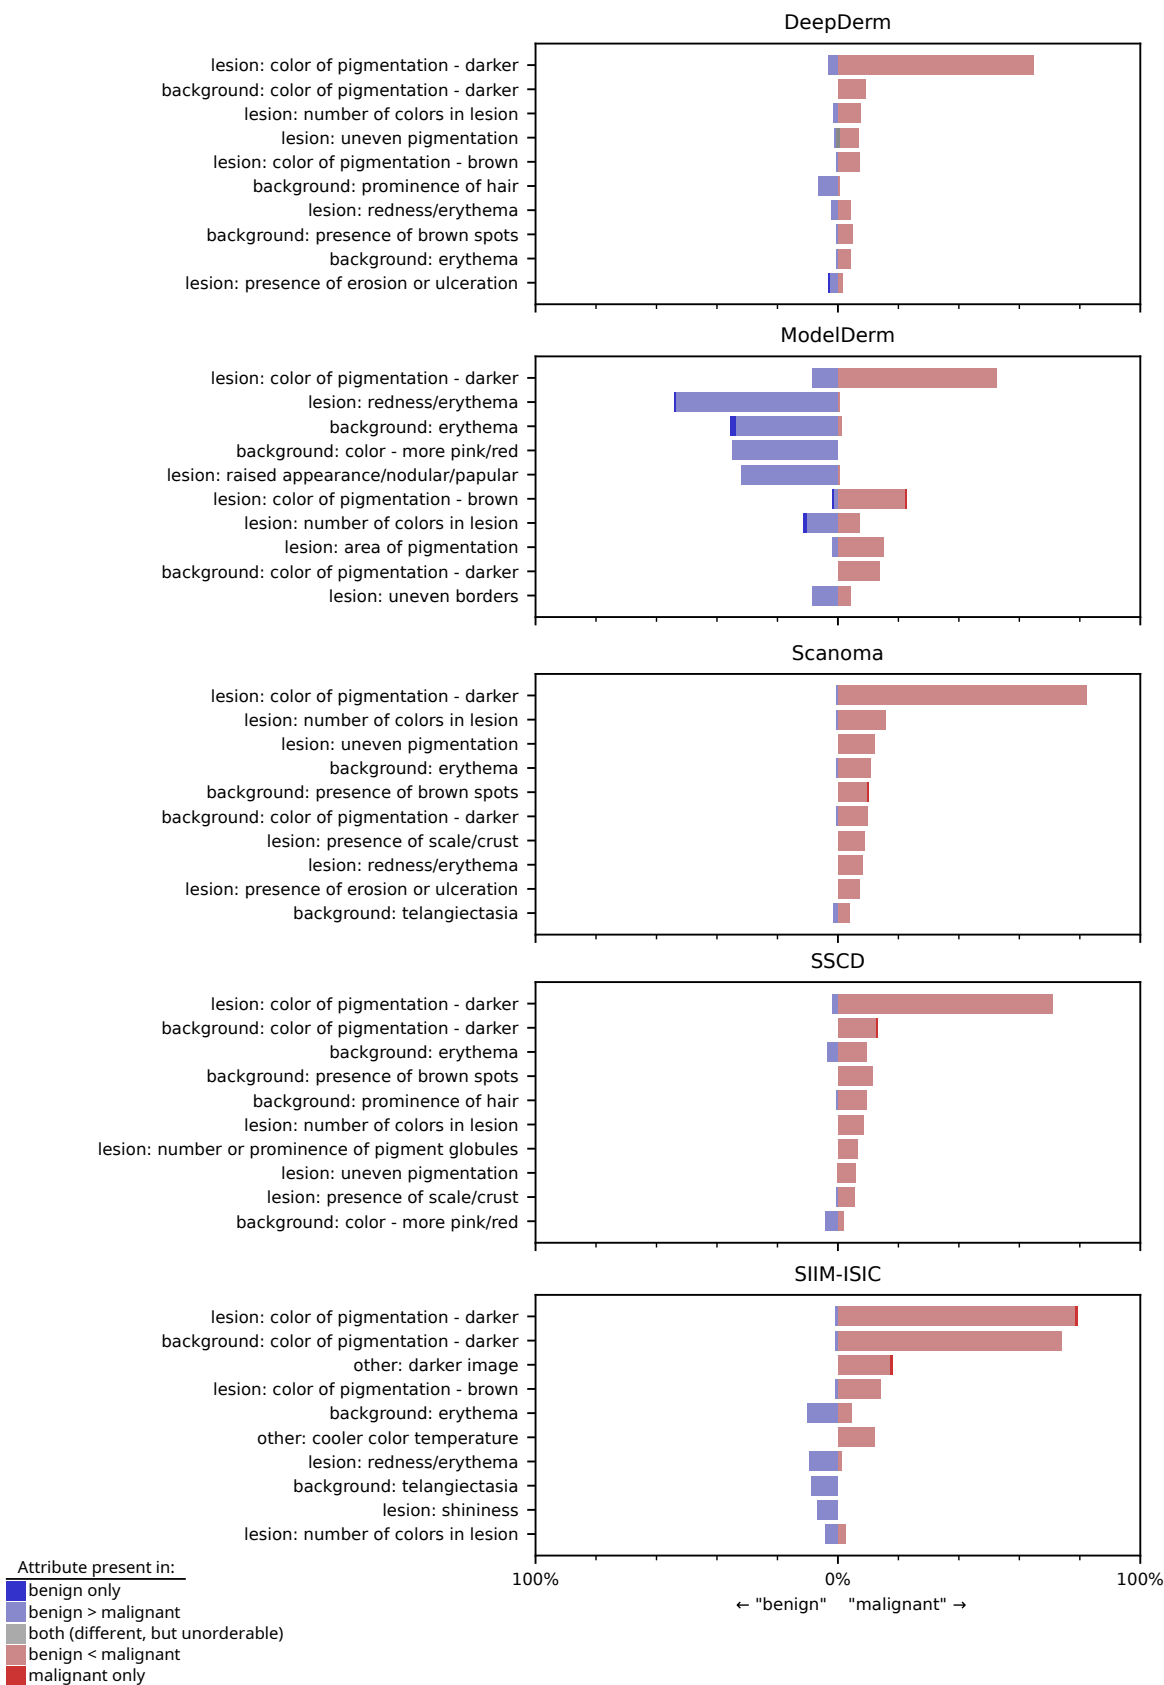 DeepDerm
lesion: color of pigmentation - darker
background: color of pigmentation - darker
lesion: number of colors in lesion
lesion: uneven pigmentation
lesion: color of pigmentation - brown
background: prominence of hair
lesion: redness/erythema
background: presence of brown spots
background: erythema
lesion: presence of erosion or ulceration
ModelDerm
lesion: color of pigmentation - darker
lesion: redness/erythema
background: erythema
background: color - more pink/red
lesion: raised appearance/nodular/papular
lesion: color of pigmentation - brown
lesion: number of colors in lesion
lesion: area of pigmentation
background: color of pigmentation - darker
lesion: uneven borders
Scanoma
lesion: color of pigmentation - darker
lesion: number of colors in lesion
lesion: uneven pigmentation
background: erythema
background: presence of brown spots
background: color of pigmentation - darker
lesion: presence of scale/crust
lesion: redness/erythema
lesion: presence of erosion or ulceration
background: telangiectasia
SSCD
lesion: color of pigmentation - darker
background: color of pigmentation - darker
background: erythema
background: presence of brown spots
background: prominence of hair
lesion: number of colors in lesion
lesion: number or prominence of pigment globules
lesion: uneven pigmentation
lesion: presence of scale/crust
background: color - more pink/red
SIIM-ISIC
lesion: color of pigmentation - darker
background: color of pigmentation - darker
other: darker image
lesion: color of pigmentation - brown
background: erythema
other: cooler color temperature
lesion: redness/erythema
background: telangiectasia
lesion: shininess
lesion: number of colors in lesion
100% 0% 100%
← "benign" "malignant" →
Attribute present in:
benign only
benign > malignant
both (different, but unorderable)
benign < malignant
malignant only